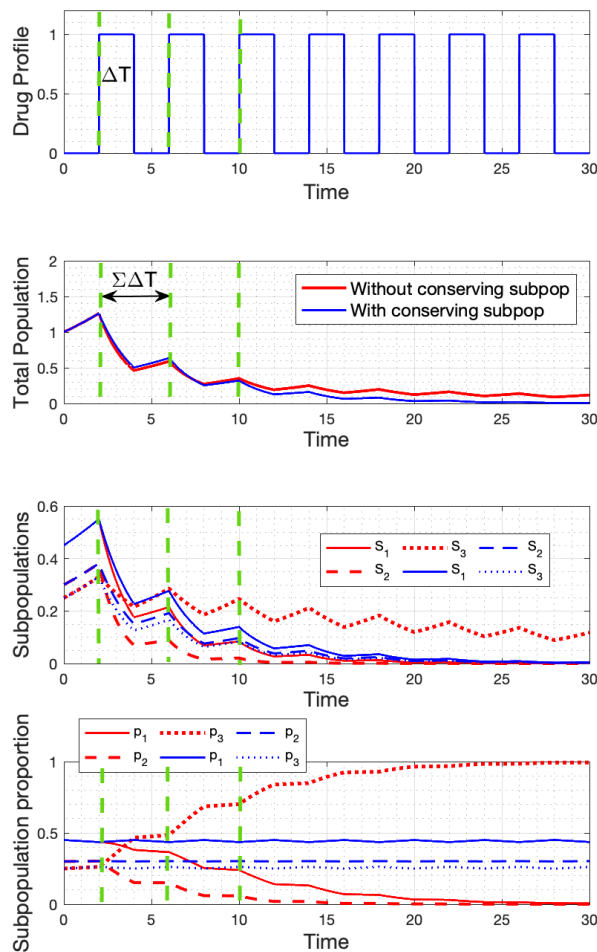 Drug Profile
1
0.5
0
ΔT
0 5 10 15 20 25 30
Time
Total Population
2
1.5
1
0.5
0
ΣΔT
Without conserving subpop
With conserving subpop
0 5 10 15 20 25 30
Time
Subpopulations
0.6
0.4
0.2
0
S1 S3 S2
S2 S1 S3
0 5 10 15 20 25 30
Time
Subpopulation proportion
p1 p3 p2
p2 p1 p3
1
0.5
0
0 5 10 15 20 25 30
Time